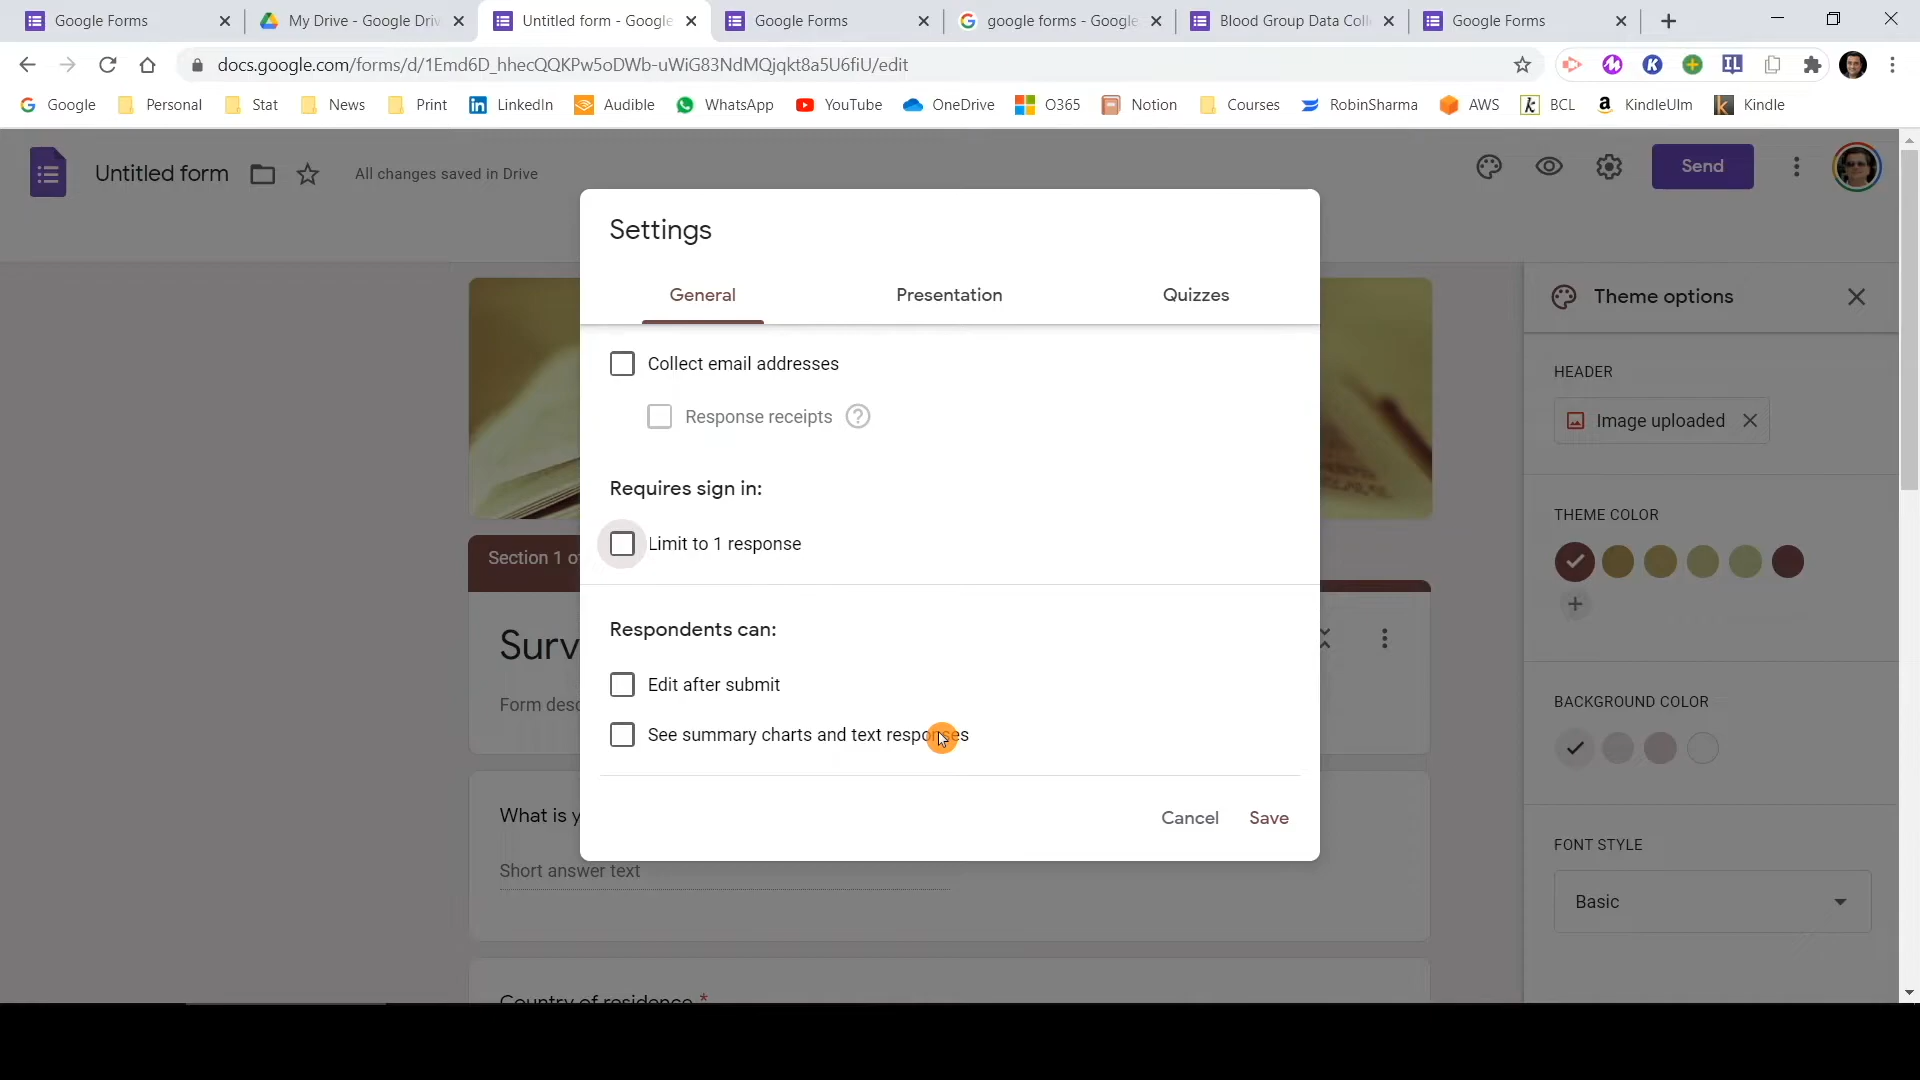 Google Forms
My Drive - Google Driv
Untitled form - Google
Google Forms
google forms - Google
Blood Group Data Coll
Google Forms
docs.google.com/forms/d/1Emd6D_hhecQQKPw5oDWb-uWiG83NdMQjqkt8a5U6fiU/edit
Google
Personal
Stat
News
Print
LinkedIn
Audible
WhatsApp
YouTube
OneDrive
O365
Notion
Courses
RobinSharma
AWS
BCL
KindleUlm
Kindle
Untitled form
All changes saved in Drive
Send
Settings
General
Presentation
Quizzes
Collect email addresses
Response receipts
Requires sign in:
Limit to 1 response
Respondents can:
Edit after submit
See summary charts and text responses
Cancel
Save
Section 1 o
Surv
Form desc
What is y
Short answer text
Country of residence *
Theme options
HEADER
Image uploaded
THEME COLOR
BACKGROUND COLOR
FONT STYLE
Basic